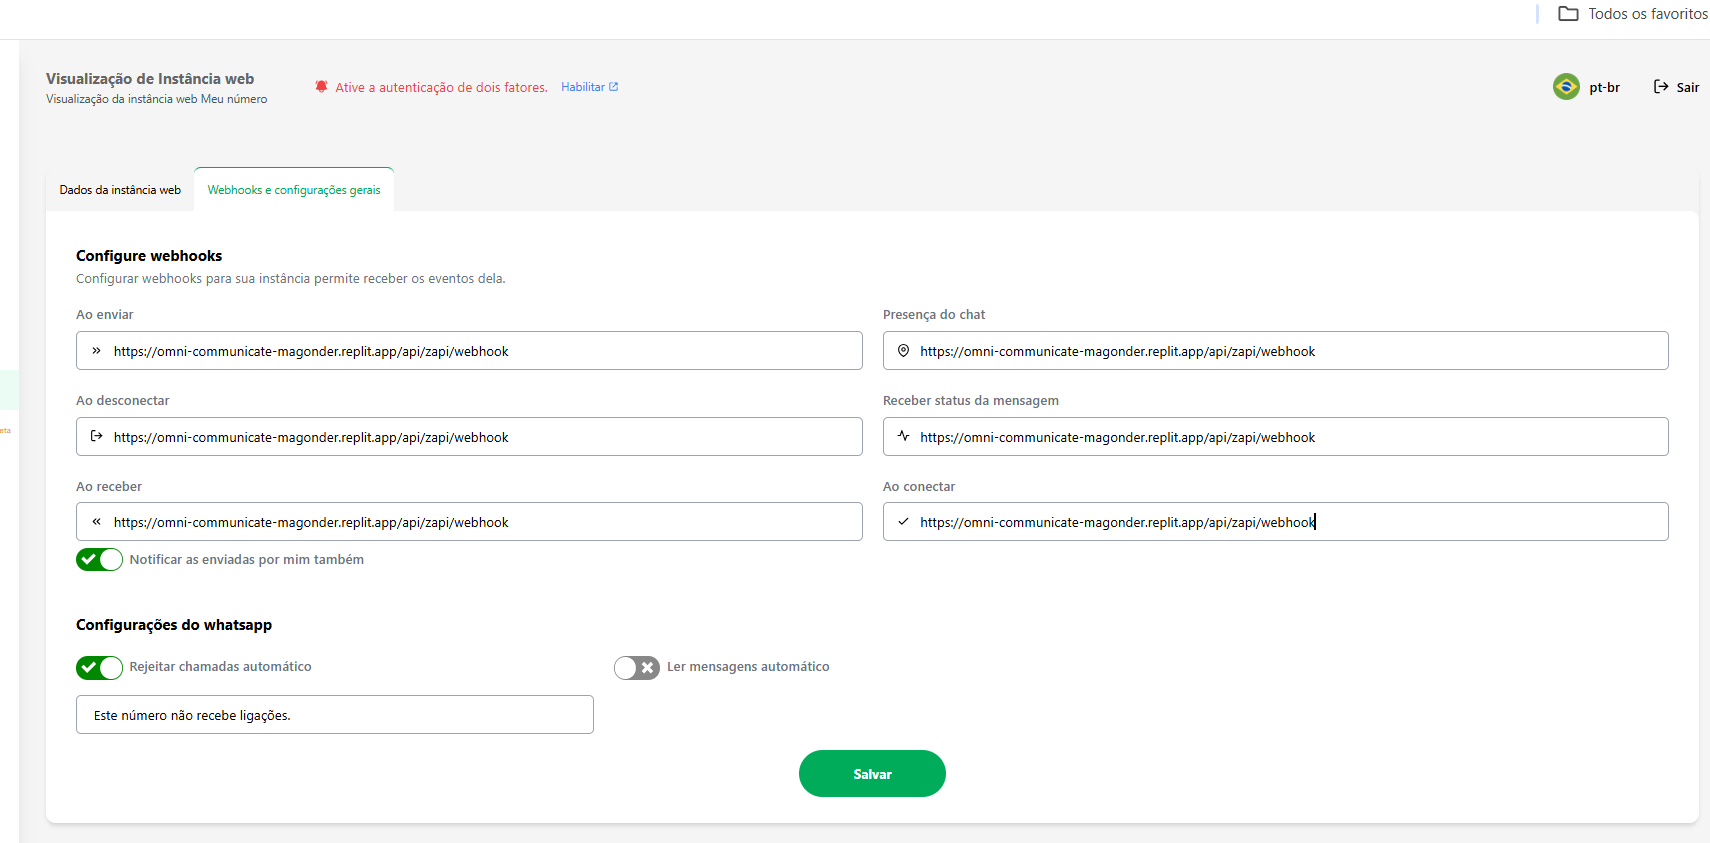 Todos os favoritos
Visualização de Instância web
Visualização da instância web Meu número
Ative a autenticação de dois fatores. Habilitar
pt-br
Sair
Dados da instância web
Webhooks e configurações gerais
Configure webhooks
Configurar webhooks para sua instância permite receber os eventos dela.
Ao enviar
https://omni-communicate-magonder.replit.app/api/zapi/webhook
Presença do chat
https://omni-communicate-magonder.replit.app/api/zapi/webhook
Ao desconectar
https://omni-communicate-magonder.replit.app/api/zapi/webhook
Receber status da mensagem
https://omni-communicate-magonder.replit.app/api/zapi/webhook
Ao receber
https://omni-communicate-magonder.replit.app/api/zapi/webhook
Ao conectar
https://omni-communicate-magonder.replit.app/api/zapi/webhook
Notificar as enviadas por mim também
Configurações do whatsapp
Rejeitar chamadas automático
Ler mensagens automático
Este número não recebe ligações.
Salvar